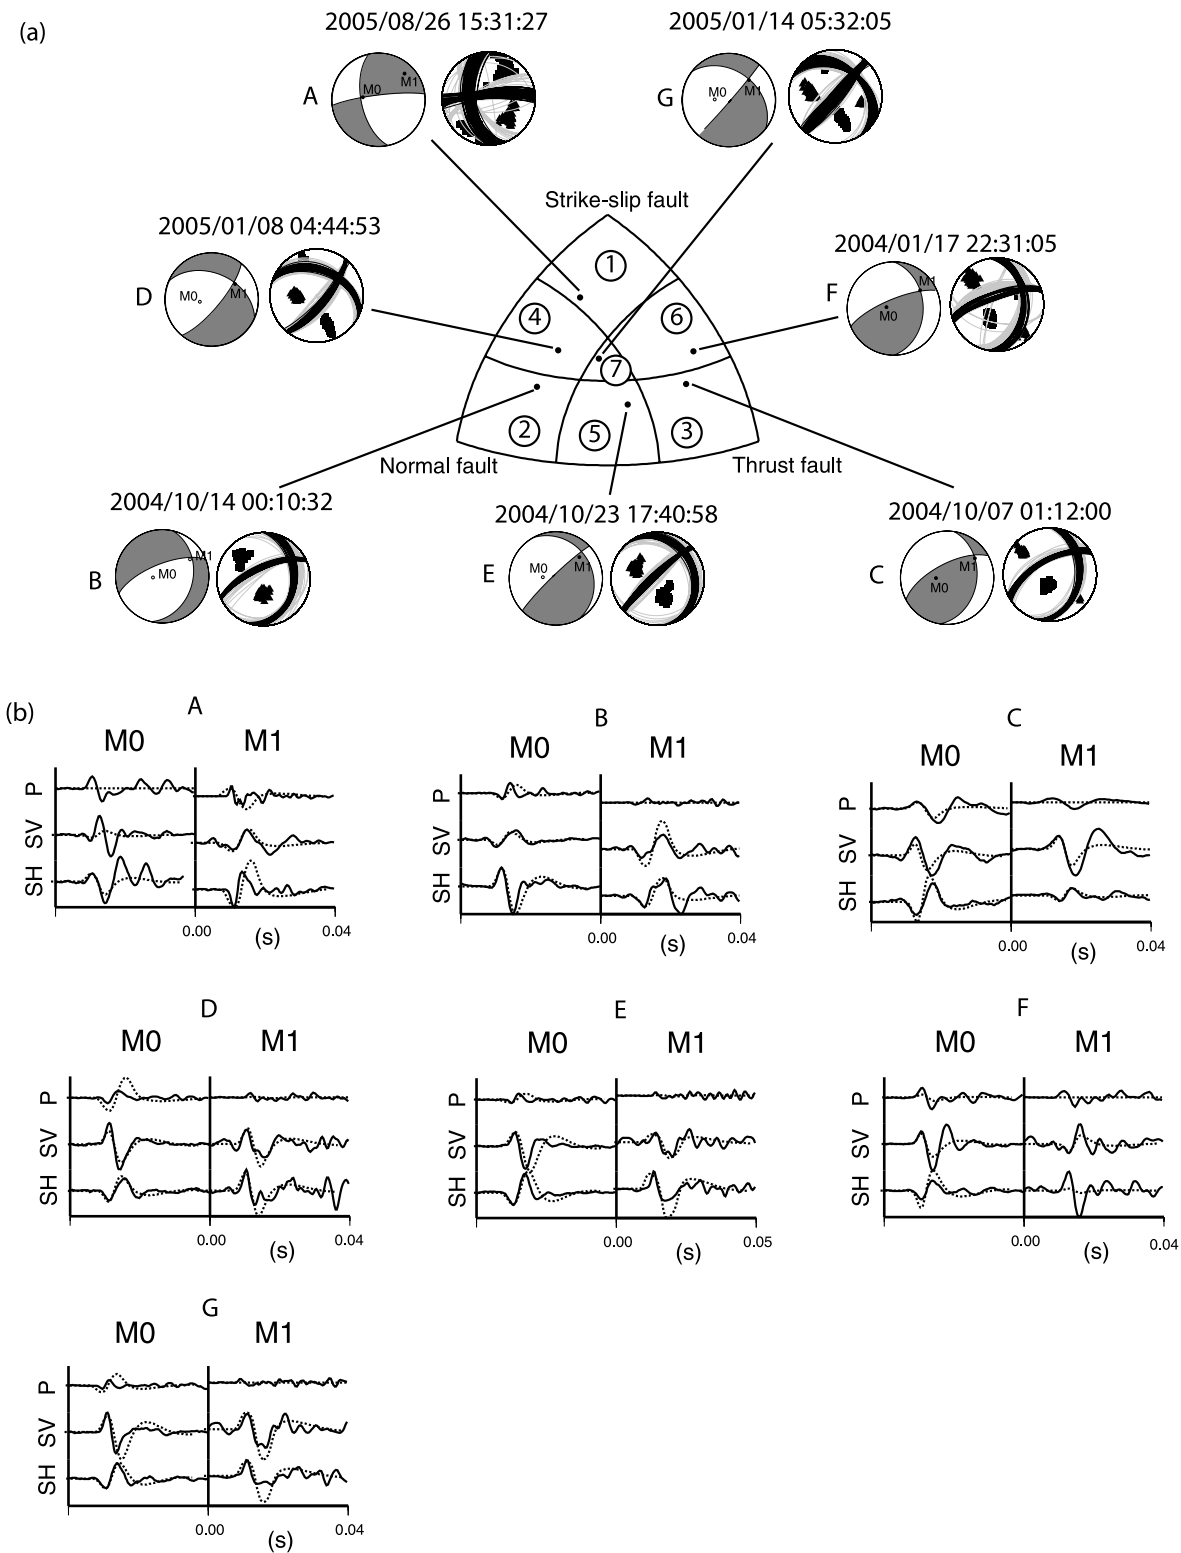 (a)
2005/08/26 15:31:27
2005/01/14 05:32:05
A
M0
M1
G
M0
M1
Strike-slip fault
2005/01/08 04:44:53
2004/01/17 22:31:05
D
M0
M1
F
M0
M1
1
4
6
7
2
5
3
Normal fault
Thrust fault
2004/10/14 00:10:32
2004/10/23 17:40:58
2004/10/07 01:12:00
B
M0
M1
E
M0
M1
C
M0
M1
(b)
A
M0
M1
P
SV
SH
0.00
0.04
(s)
B
M0
M1
P
SV
SH
0.00
0.04
(s)
C
M0
M1
P
SV
SH
0.00
0.04
(s)
D
M0
M1
P
SV
SH
0.00
0.04
(s)
E
M0
M1
P
SV
SH
0.00
0.05
(s)
F
M0
M1
P
SV
SH
0.00
0.04
(s)
G
M0
M1
P
SV
SH
0.00
0.04
(s)